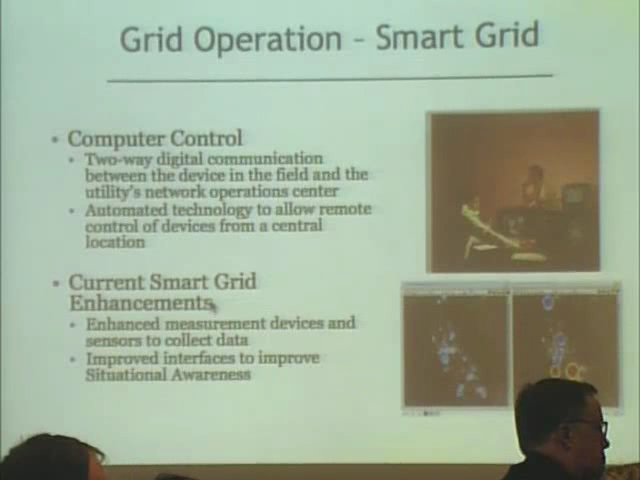 Grid Operation - Smart Grid
• Computer Control
• Two-way digital communication
between the device in the field and the
utility's network operations center
• Automated technology to allow remote
control of devices from a central
location
• Current Smart Grid
Enhancements
• Enhanced measurement devices and
sensors to collect data
• Improved interfaces to improve
Situational Awareness